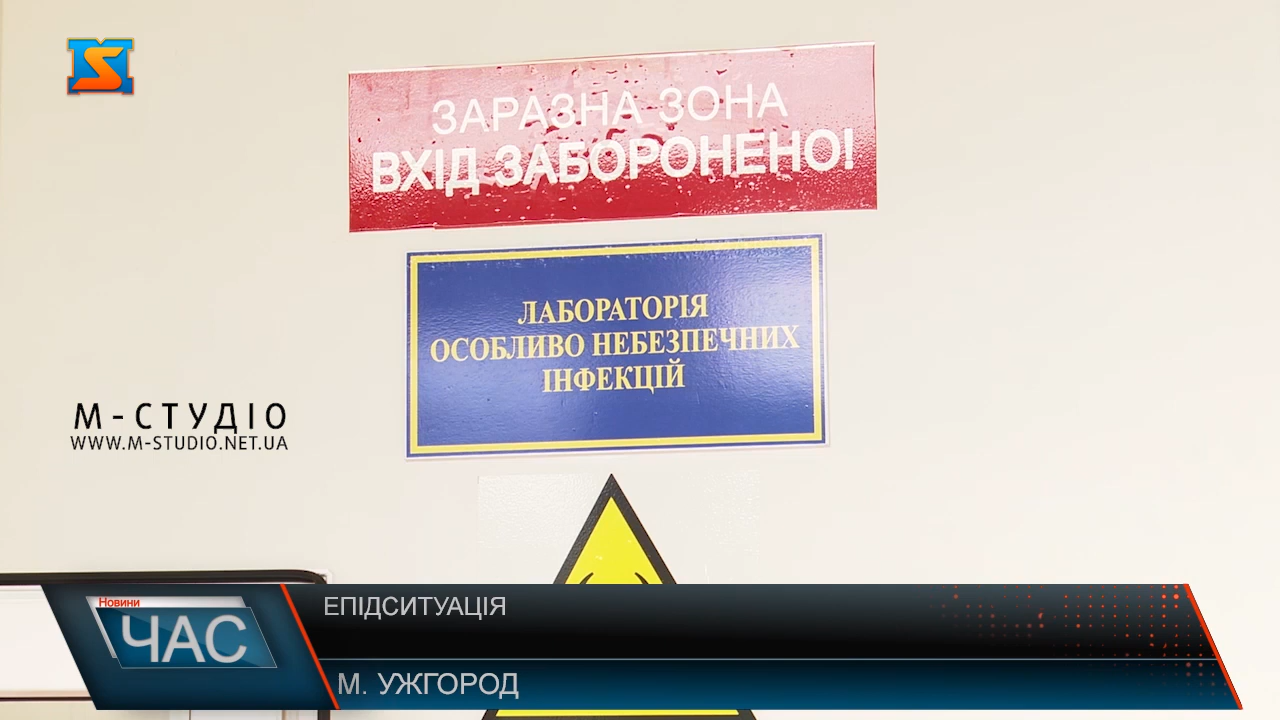 ЗАРАЗНА ЗОНА
ВХІД ЗАБОРОНЕНО!
ЛАБОРАТОРІЯ
ОСОБЛИВО НЕБЕЗПЕЧНИХ
ІНФЕКЦІЙ
М-СТУДІО
WWW.M-STUDIO.NET.UA
Новини
ЧАС
ЕПІДСИТУАЦІЯ
М. УЖГОРОД